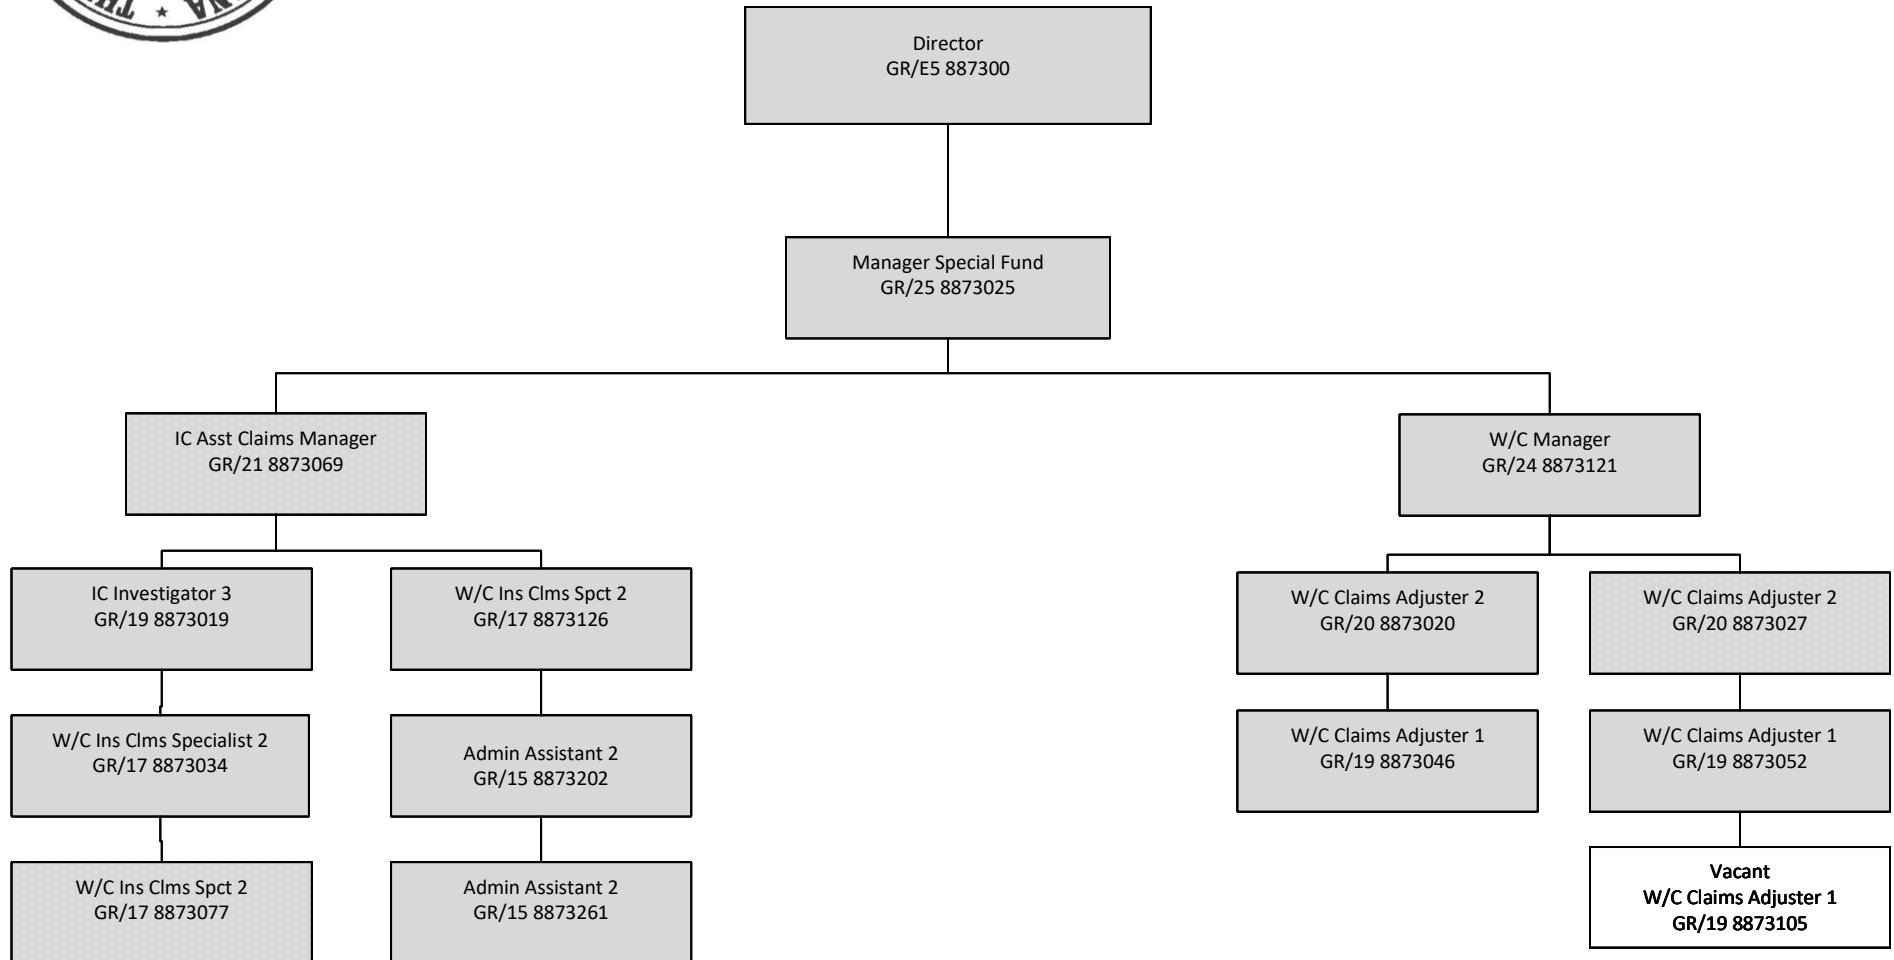 Director
GR/E5 887300
Manager Special Fund
GR/25 8873025
IC Asst Claims Manager
GR/21 8873069
W/C Manager
GR/24 8873121
IC Investigator 3
GR/19 8873019
W/C Ins Clms Spct 2
GR/17 8873126
W/C Claims Adjuster 2
GR/20 8873020
W/C Claims Adjuster 2
GR/20 8873027
W/C Ins Clms Specialist 2
GR/17 8873034
Admin Assistant 2
GR/15 8873202
W/C Claims Adjuster 1
GR/19 8873046
W/C Claims Adjuster 1
GR/19 8873052
W/C Ins Clms Spct 2
GR/17 8873077
Admin Assistant 2
GR/15 8873261
Vacant
W/C Claims Adjuster 1
GR/19 8873105